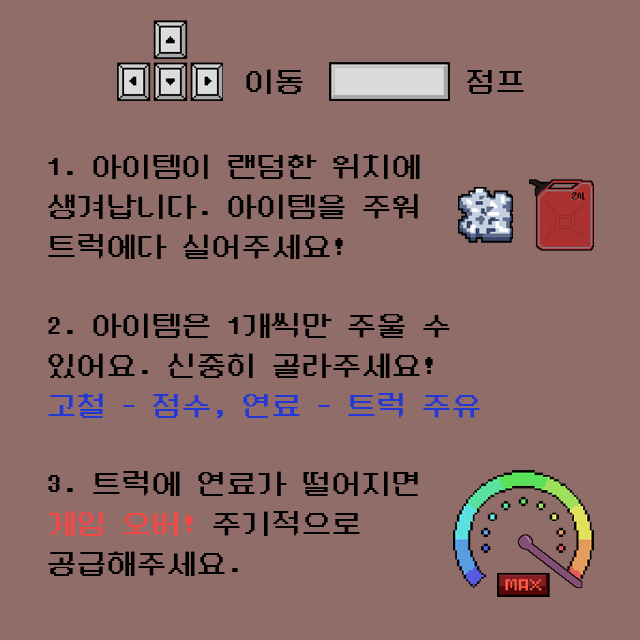 이동 점프
1. 아이템이 랜덤한 위치에
생겨납니다. 아이템을 주워
트럭에다 실어주세요!
20L
2. 아이템은 1개씩만 주울 수
있어요. 신중히 골라주세요!
고철 - 점수, 연료 - 트럭 주유
3. 트럭에 연료가 떨어지면
게임 오버! 주기적으로
공급해주세요.
MAX